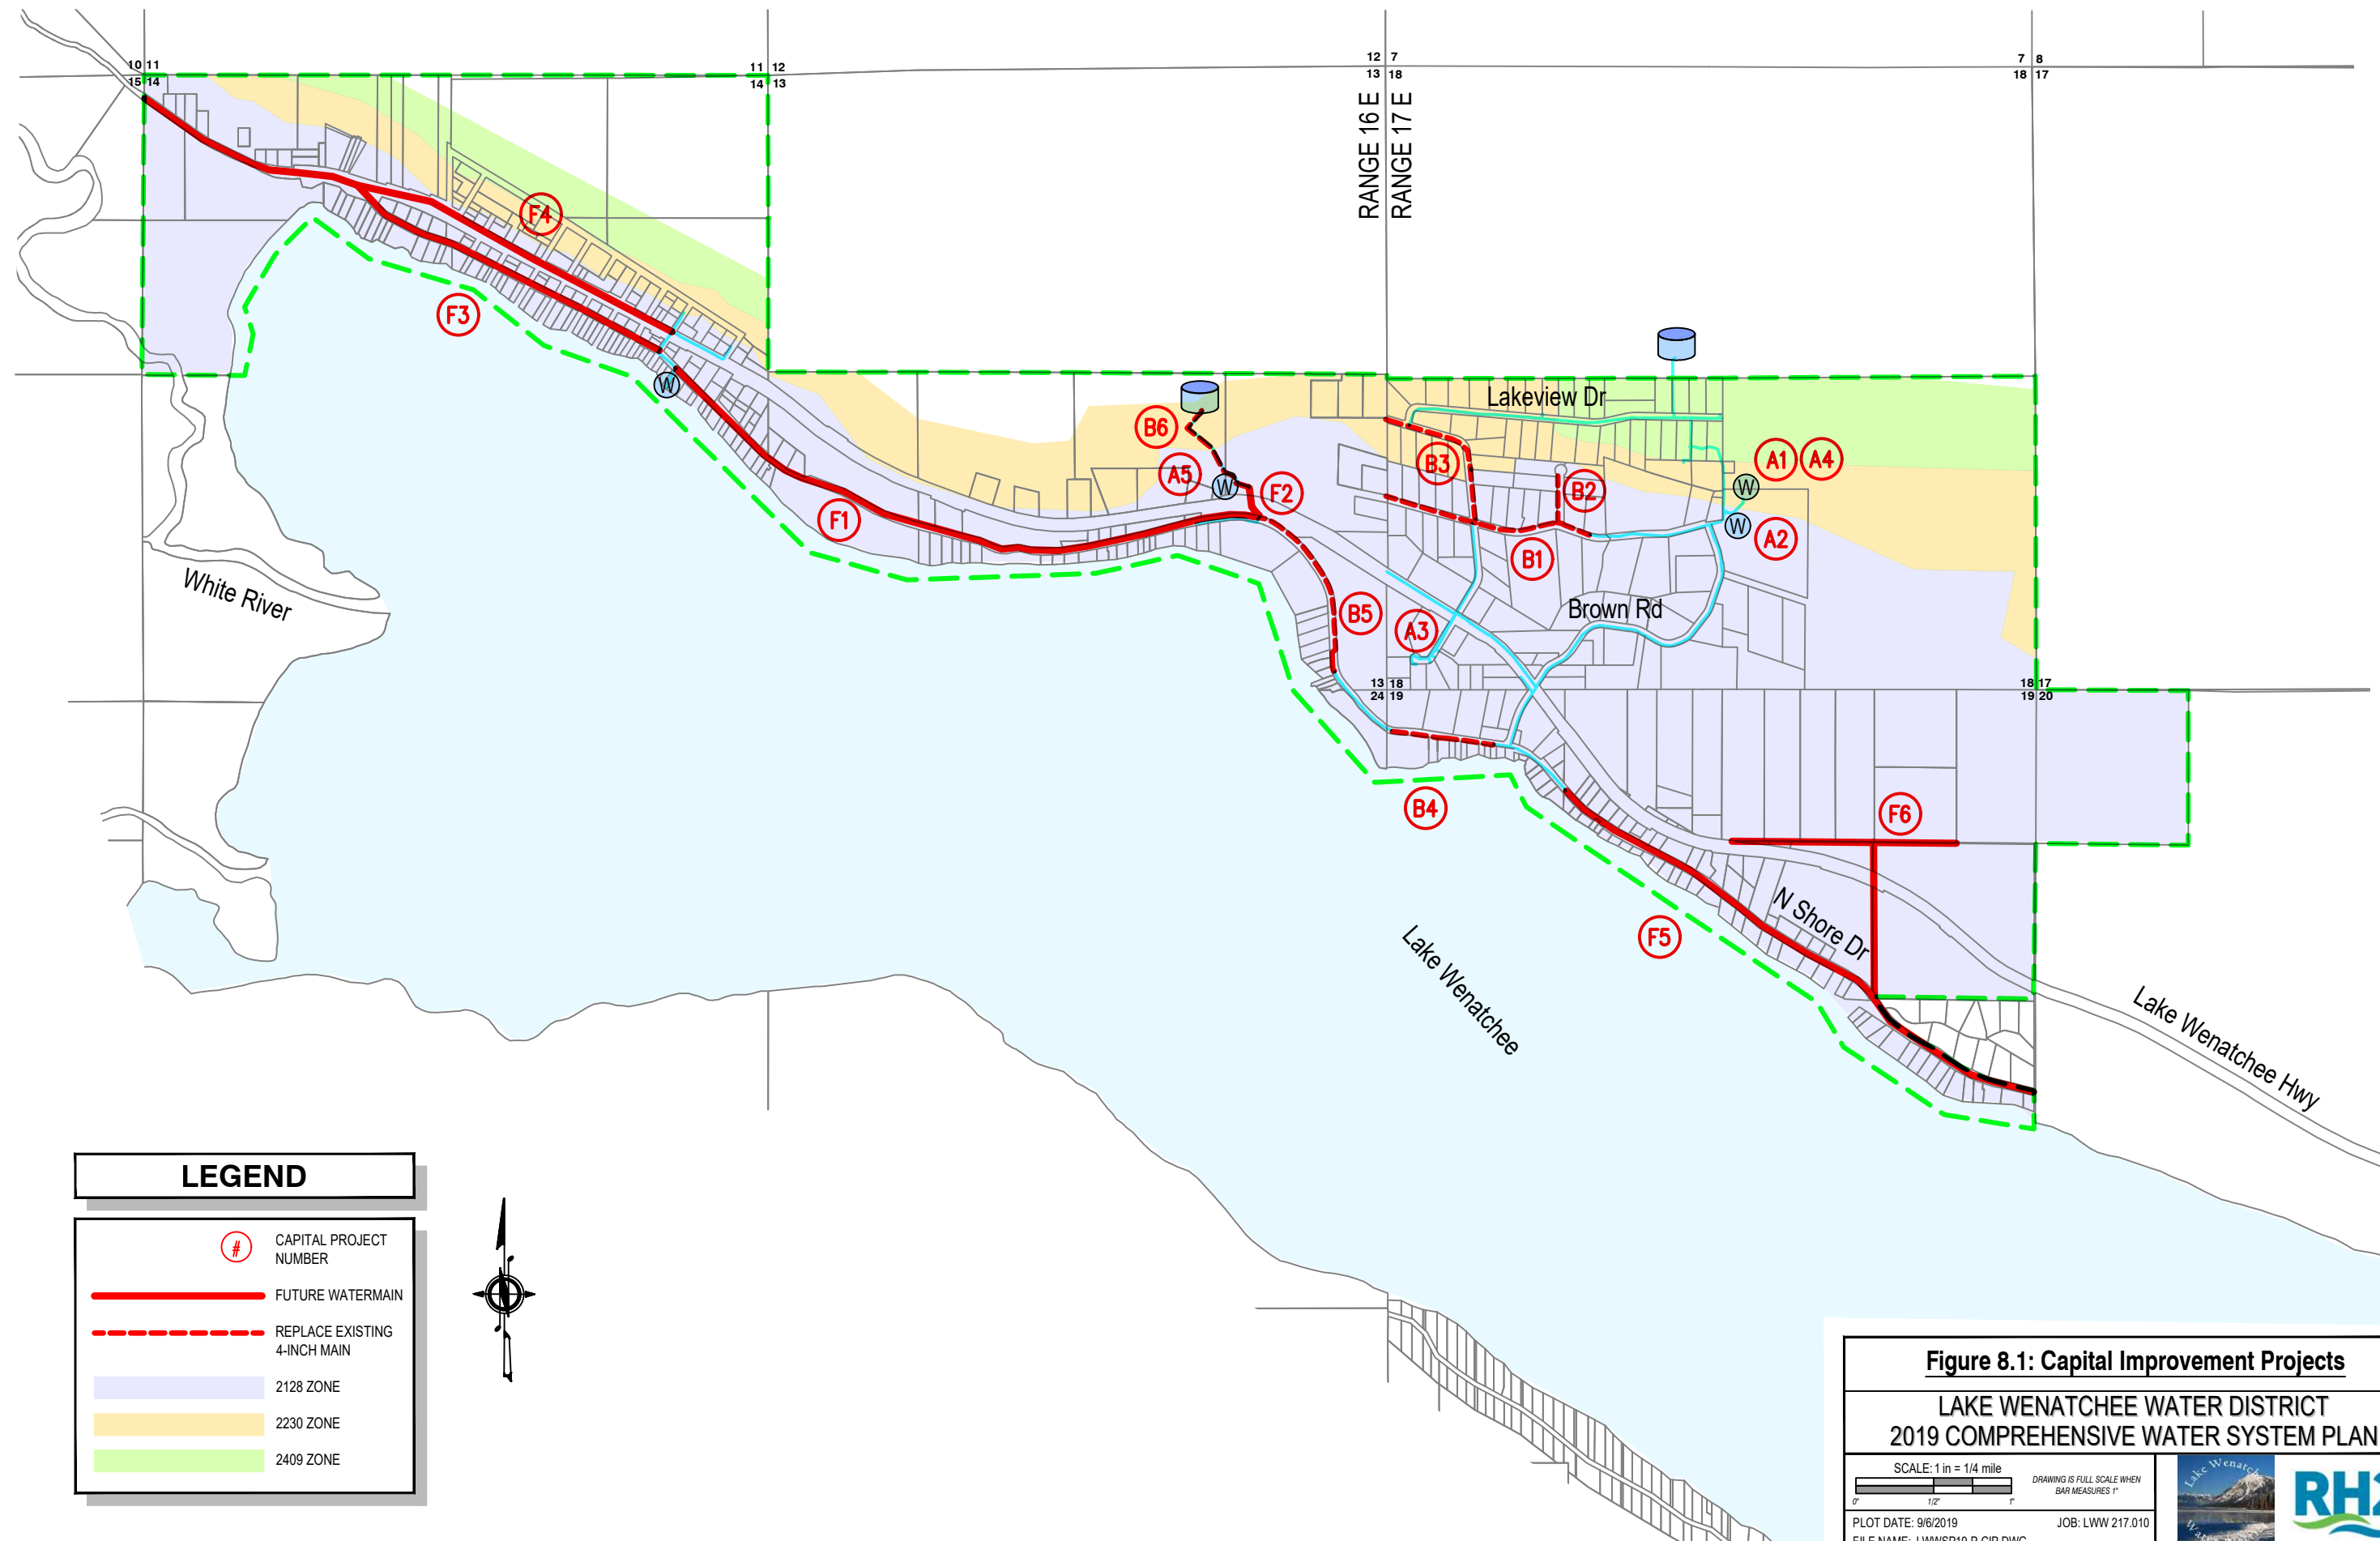 10 11
15 14
11 12
14 13
12 7
13 18
7 8
18 17
RANGE 16 E
RANGE 17 E
F4
F3
W
Lakeview Dr
B6
A5
W
F2
B3
B2
A1
A4
W
W
A2
F1
B1
White River
Brown Rd
B5
A3
13 18
24 19
18 17
19 20
B4
F6
F5
N Shore Dr
Lake Wenatchee
Lake Wenatchee Hwy
LEGEND
#
CAPITAL PROJECT
NUMBER
FUTURE WATERMAIN
REPLACE EXISTING
4-INCH MAIN
2128 ZONE
2230 ZONE
2409 ZONE
Figure 8.1: Capital Improvement Projects
LAKE WENATCHEE WATER DISTRICT
2019 COMPREHENSIVE WATER SYSTEM PLAN
SCALE: 1 in = 1/4 mile
0" 1/2" 1"
DRAWING IS FULL SCALE WHEN
BAR MEASURES 1"
PLOT DATE: 9/6/2019
JOB: LWW 217.010
Lake Wenatch